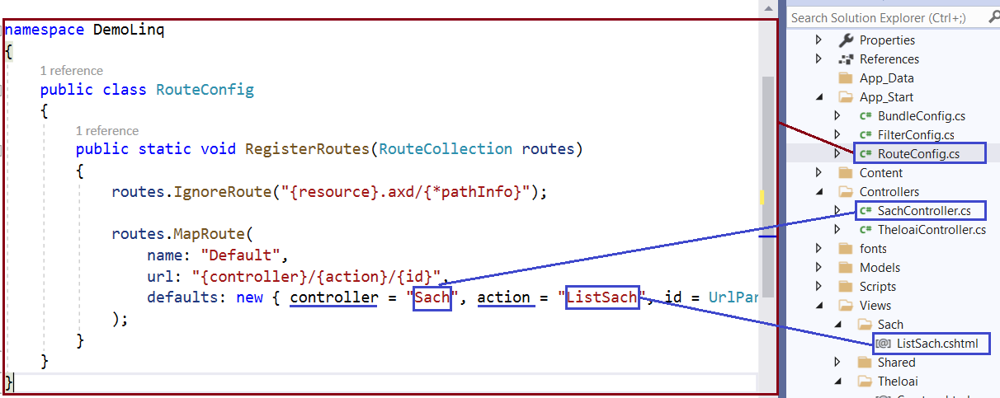 namespace DemoLinq
{
1 reference
public class RouteConfig
{
1 reference
public static void RegisterRoutes(RouteCollection routes)
{
routes.IgnoreRoute("{resource}.axd/{*pathInfo}");
routes.MapRoute(
name: "Default",
url: "{controller}/{action}/{id}",
defaults: new { controller = "Sach", action = "ListSach", id = UrlPar
);
}
}
}
Search Solution Explorer (Ctrl+;)
Properties
References
App_Data
App_Start
C# BundleConfig.cs
C# FilterConfig.cs
C# RouteConfig.cs
Content
Controllers
C# SachController.cs
C# TheloaiController.cs
fonts
Models
Scripts
Views
Sach
[@] ListSach.cshtml
Shared
Theloai